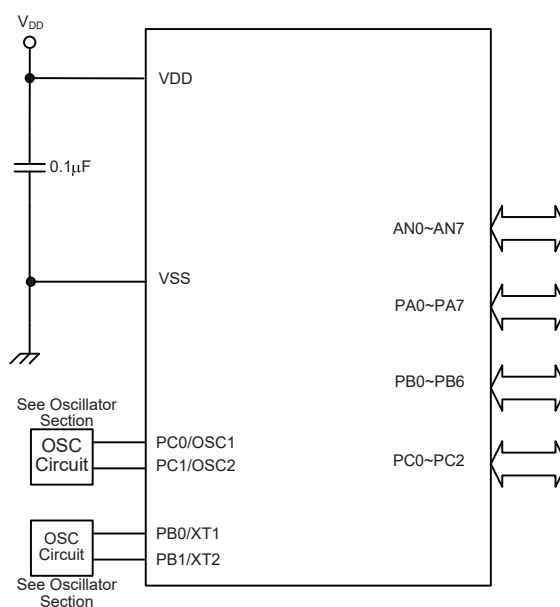 VDD
VDD
0.1μF
AN0~AN7
VSS
PA0~PA7
PB0~PB6
See Oscillator
Section
OSC
Circuit
PC0/OSC1
PC1/OSC2
PC0~PC2
OSC
Circuit
PB0/XT1
PB1/XT2
See Oscillator
Section